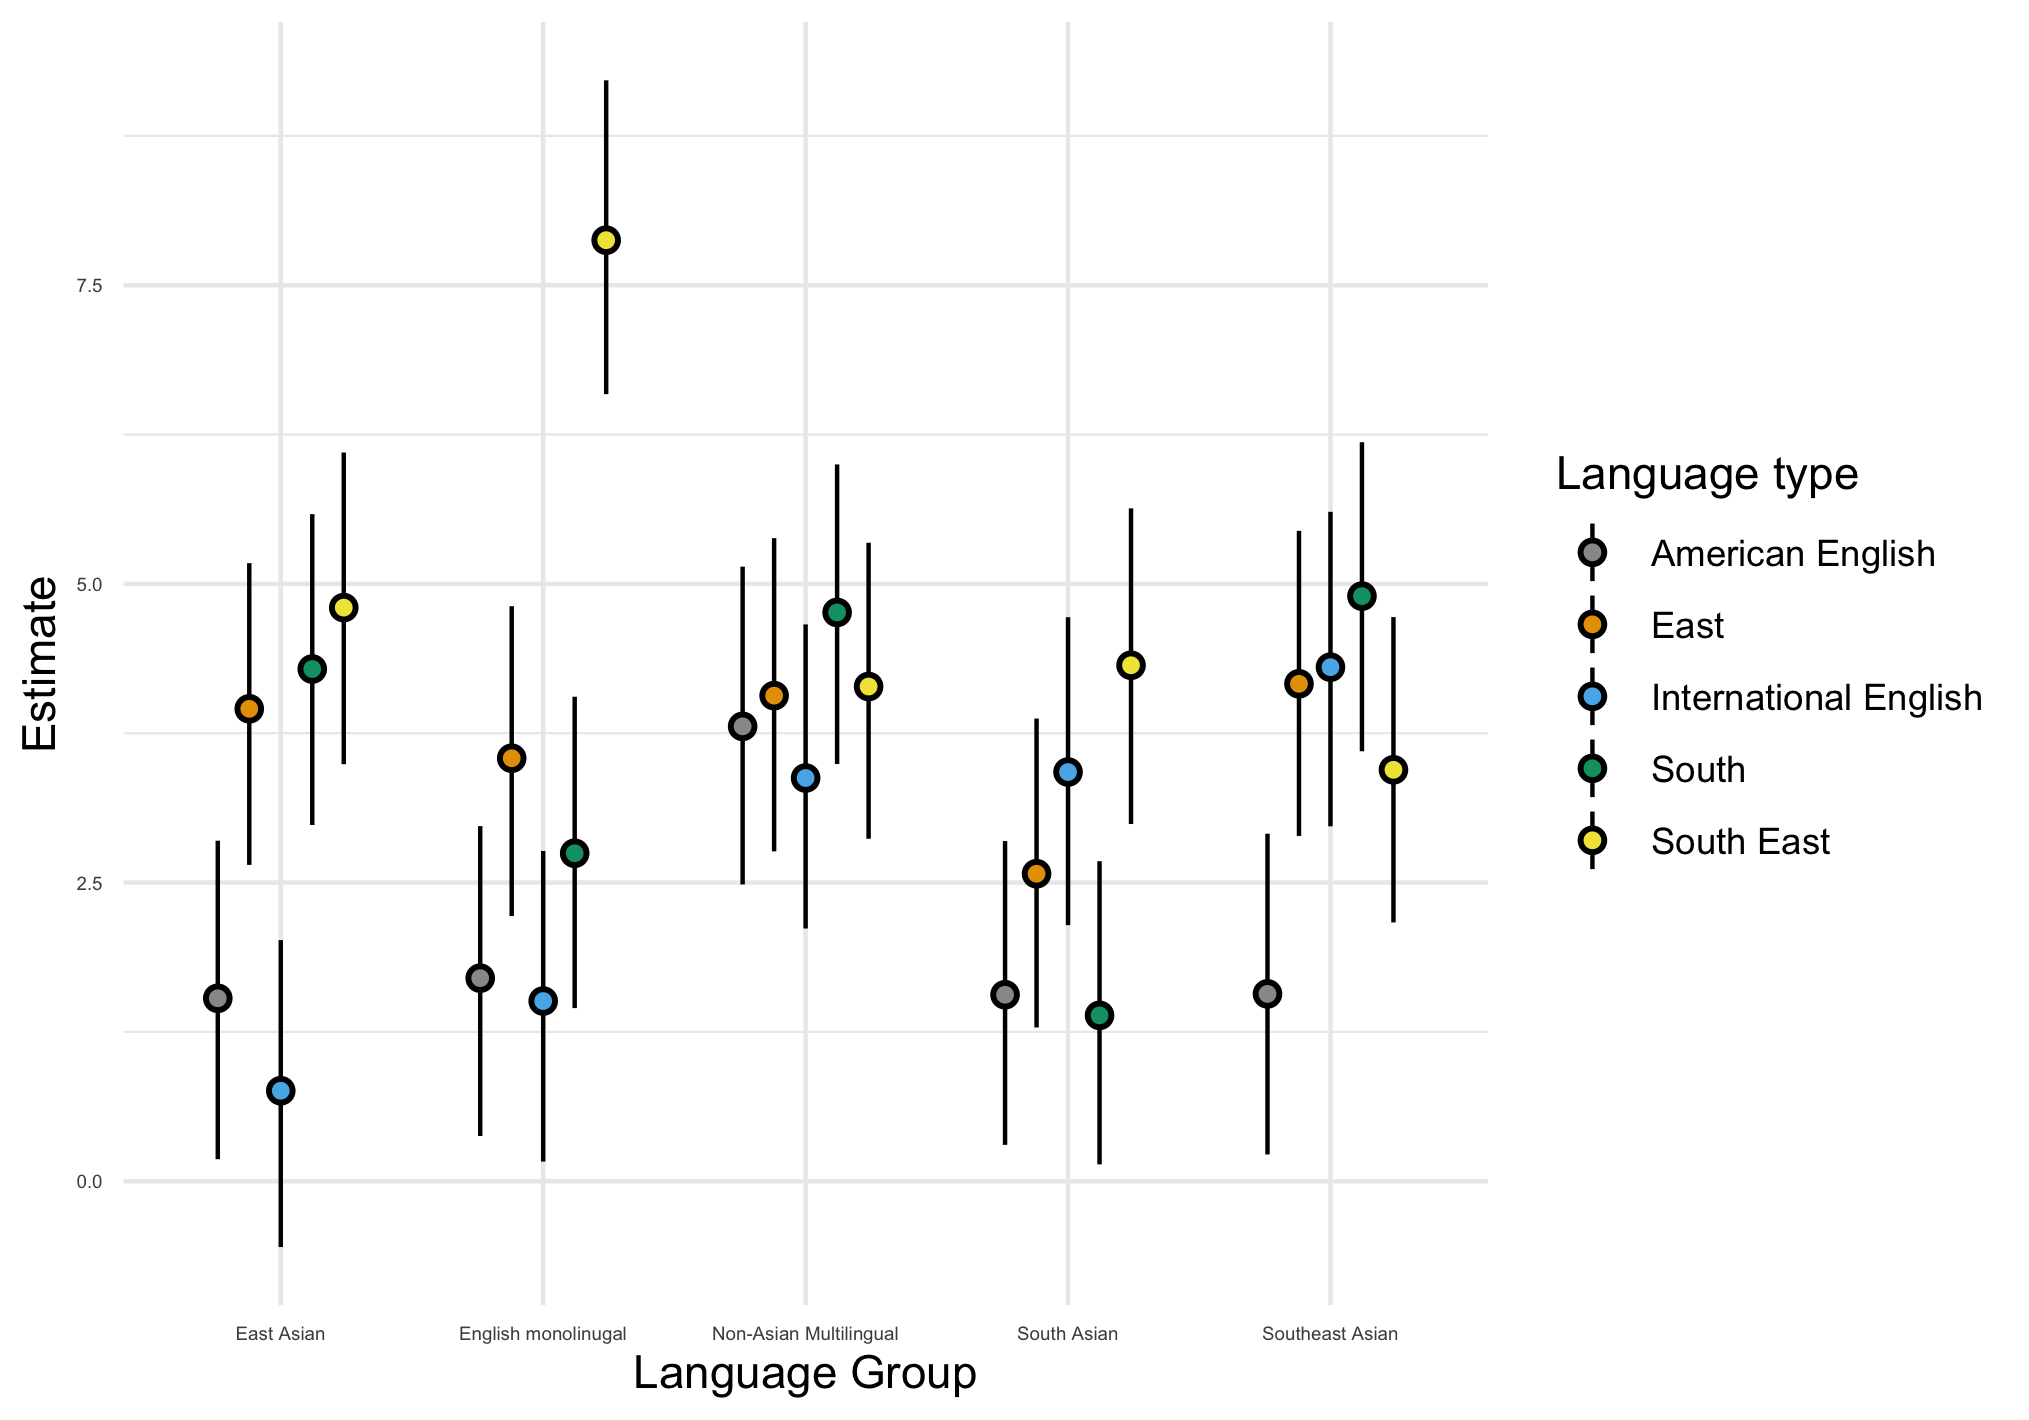 7.5
5.0
2.5
0.0
Estimate
East Asian
English monolinugal
Non-Asian Multilingual
South Asian
Southeast Asian
Language Group
Language type
American English
East
International English
South
South East